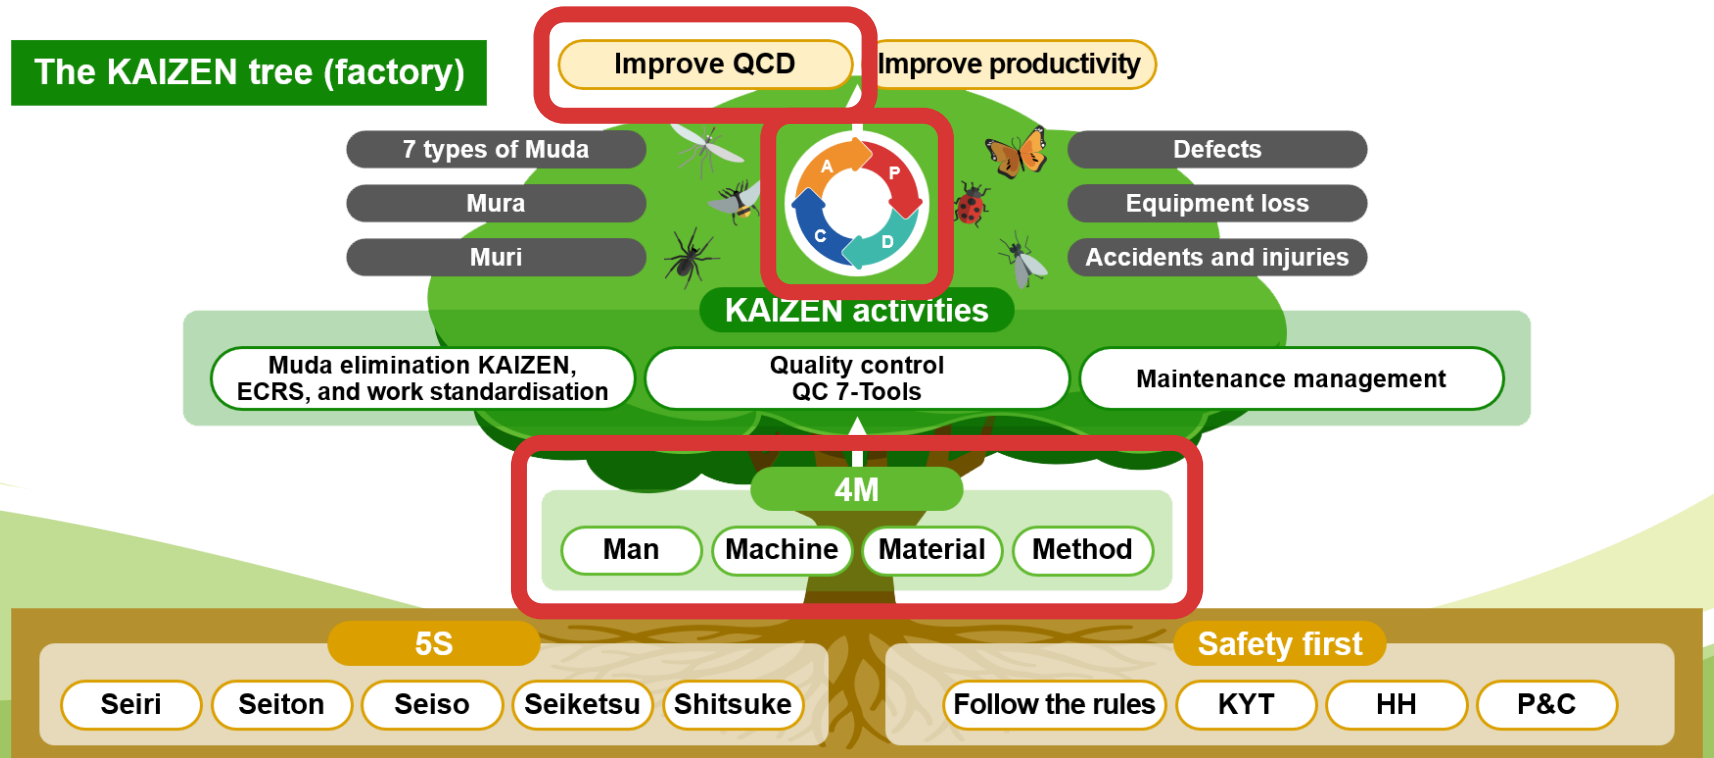 The KAIZEN tree (factory)
Improve QCD
Improve productivity
7 types of Muda
Mura
Muri
A
P
C
D
Defects
Equipment loss
Accidents and injuries
KAIZEN activities
Muda elimination KAIZEN,
ECRS, and work standardisation
Quality control
QC 7-Tools
Maintenance management
4M
Man
Machine
Material
Method
5S
Seiri
Seiton
Seiso
Seiketsu
Shitsuke
Safety first
Follow the rules
KYT
HH
P&C